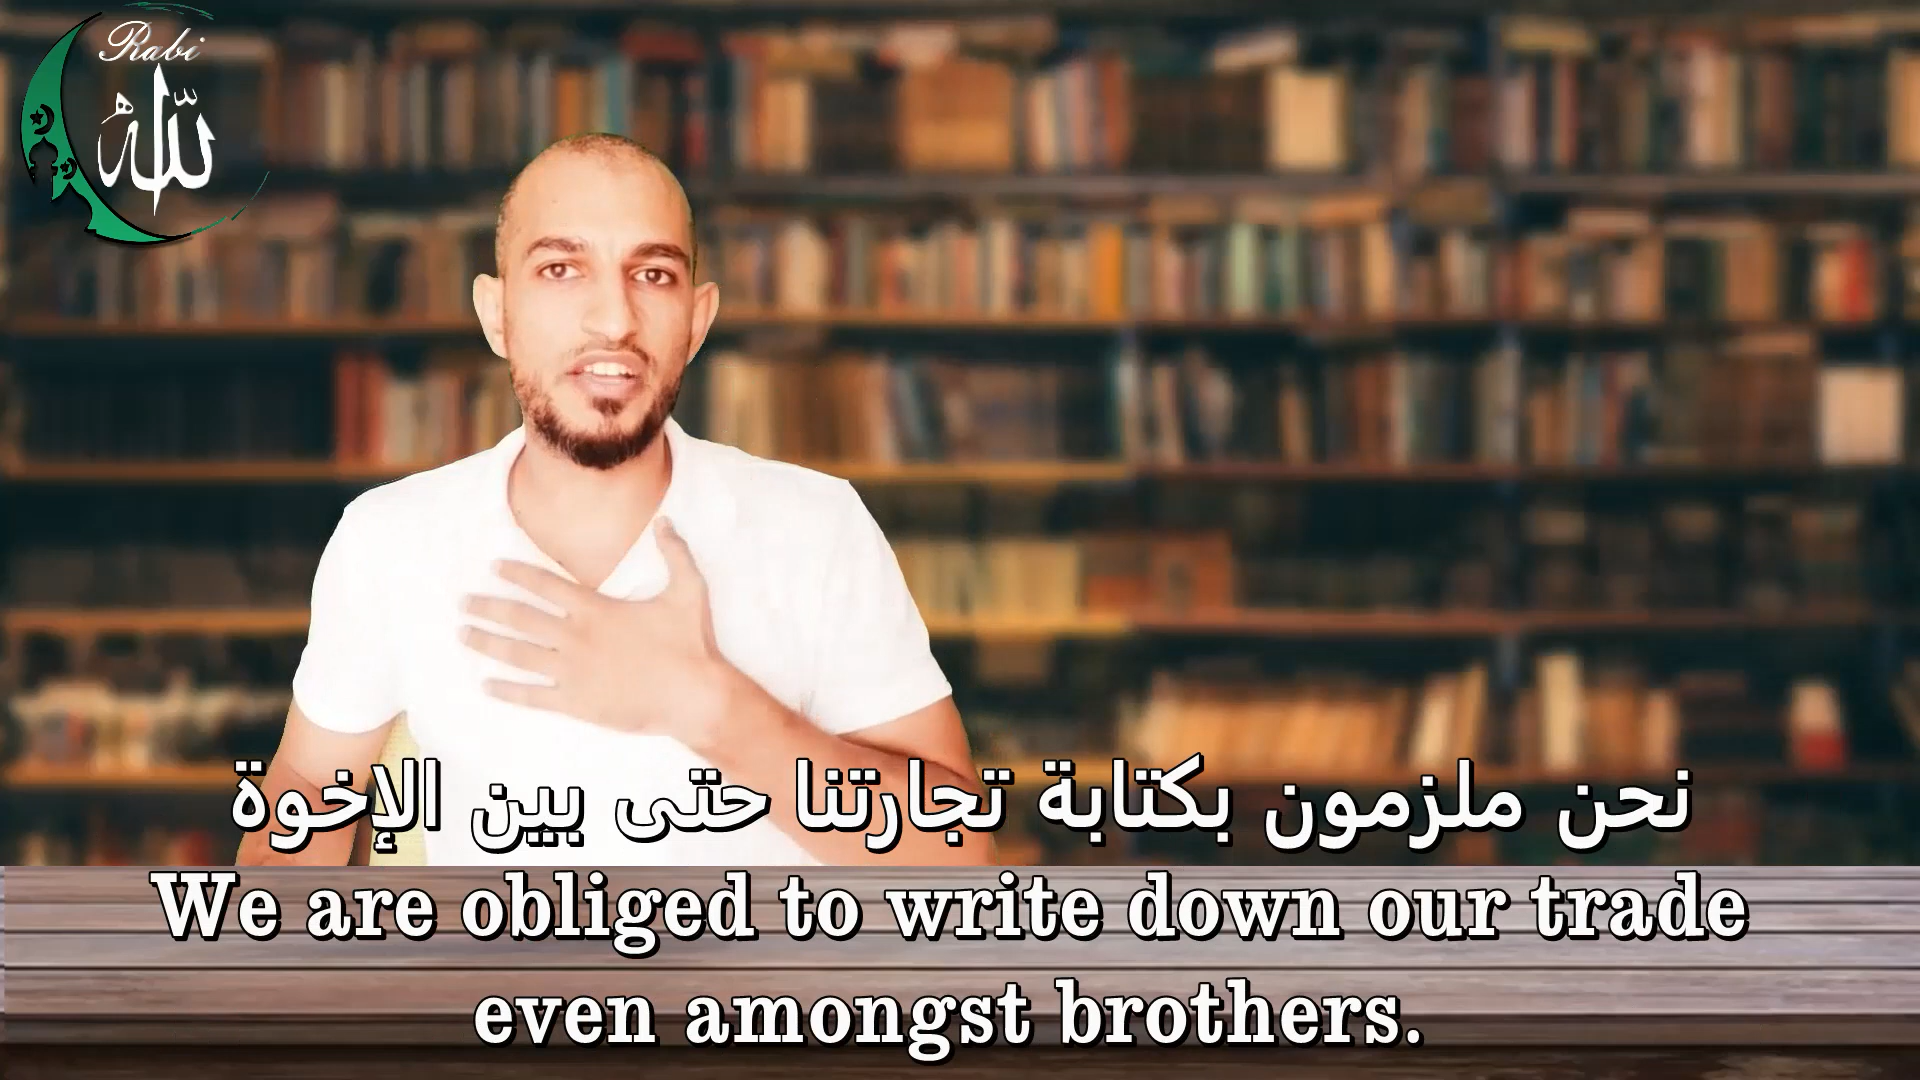 Rabi
الله
نحن ملزمون بكتابة تجارتنا حتى بين الإخوة
We are obliged to write down our trade
even amongst brothers.